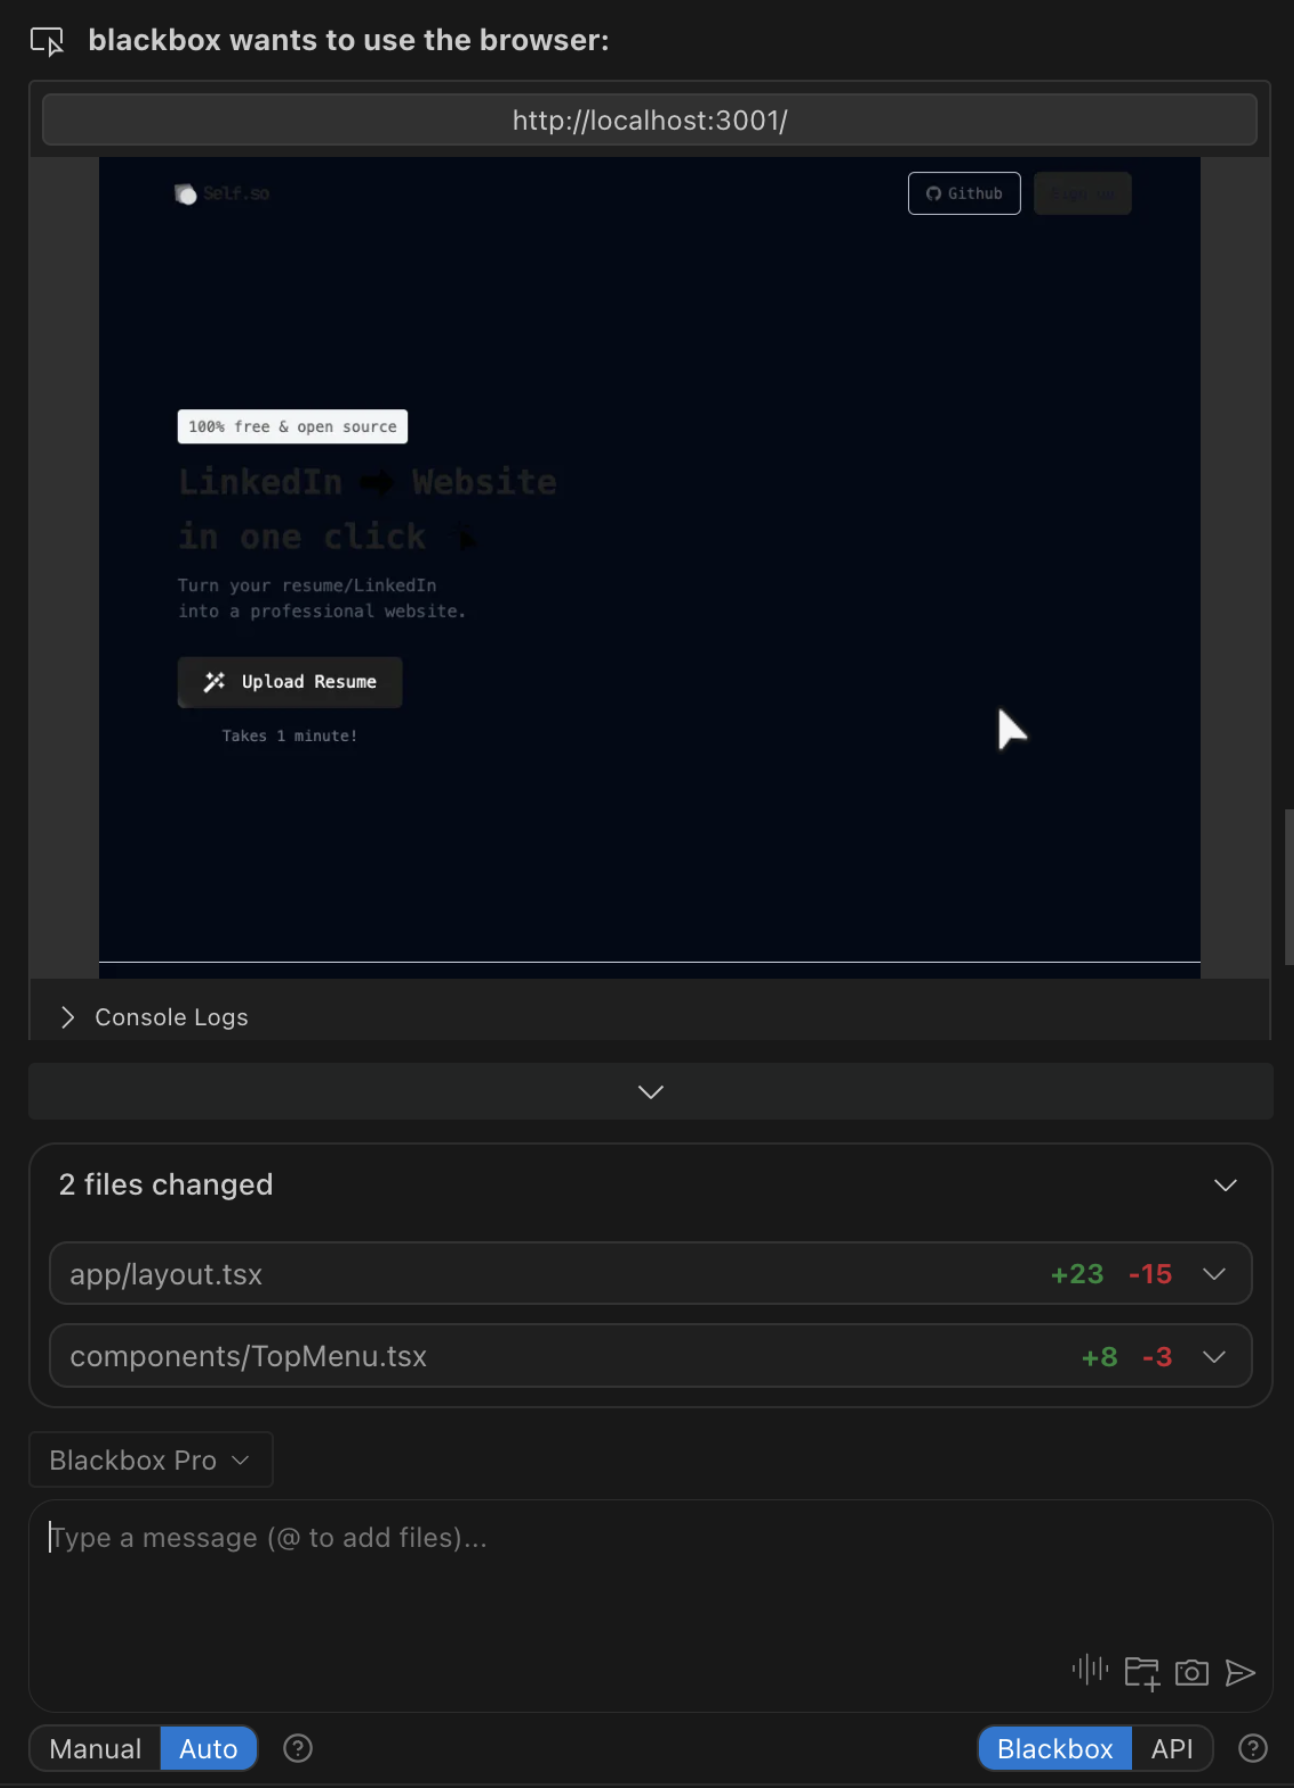 blackbox wants to use the browser:
http://localhost:3001/
Self.so
Github
Sign up
100% free & open source
LinkedIn ➡ Website
in one click
Turn your resume/LinkedIn
into a professional website.
Upload Resume
Takes 1 minute!
Console Logs
2 files changed
app/layout.tsx +23 -15
components/TopMenu.tsx +8 -3
Blackbox Pro
Type a message (@ to add files)...
Manual Auto
Blackbox API